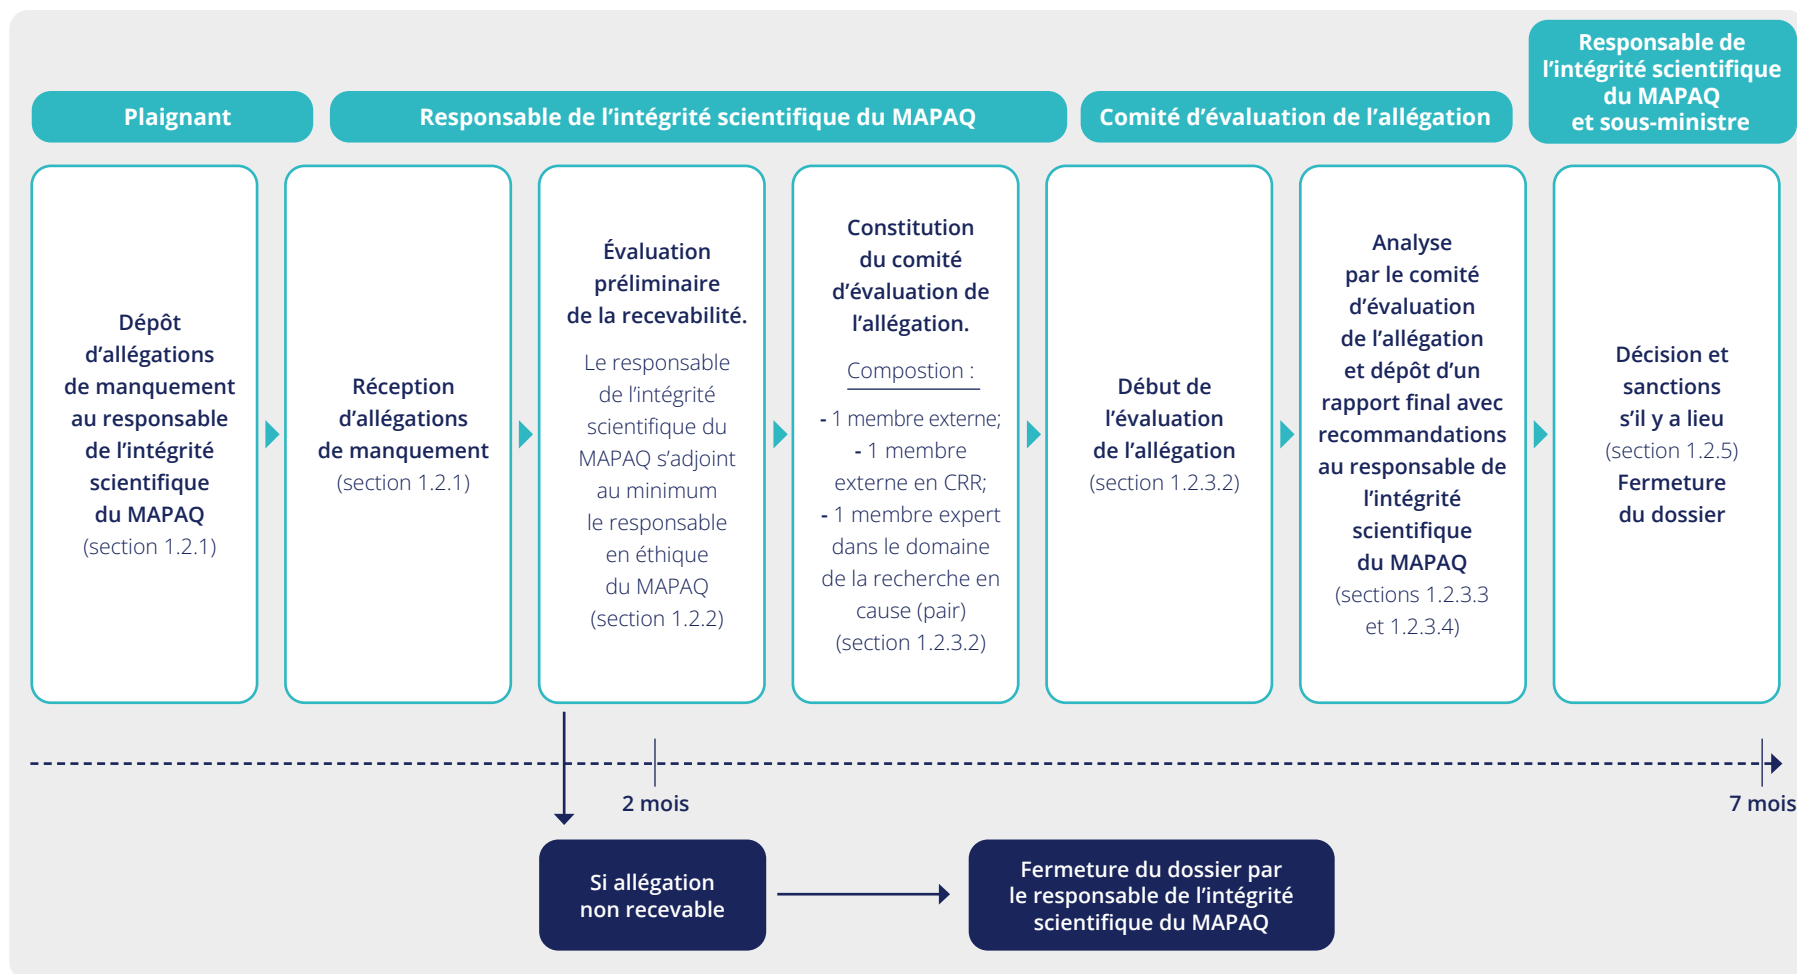 Plaignant
Responsable de l'intégrité scientifique du MAPAQ
Comité d'évaluation de l'allégation
Responsable de
l'intégrité scientifique
du MAPAQ
et sous-ministre
Dépôt
d'allégations
de manquement
au responsable
de l'intégrité
scientifique
du MAPAQ
(section 1.2.1)
Réception
d'allégations
de manquement
(section 1.2.1)
Évaluation
préliminaire
de la recevabilité.
Le responsable
de l'intégrité
scientifique du
MAPAQ s'adjoint
au minimum
le responsable
en éthique
du MAPAQ
(section 1.2.2)
Constitution
du comité
d'évaluation de
l'allégation.
Compostion :
- 1 membre externe;
- 1 membre
externe en CRR;
- 1 membre expert
dans le domaine
de la recherche en
cause (pair)
(section 1.2.3.2)
Début de
l'évaluation
de l'allégation
(section 1.2.3.2)
Analyse
par le comité
d'évaluation
de l'allégation
et dépôt d'un
rapport final avec
recommandations
au responsable de
l'intégrité
scientifique
du MAPAQ
(sections 1.2.3.3
et 1.2.3.4)
Décision et
sanctions
s'il y a lieu
(section 1.2.5)
Fermeture
du dossier
2 mois
7 mois
Si allégation
non recevable
Fermeture du dossier par
le responsable de l'intégrité
scientifique du MAPAQ